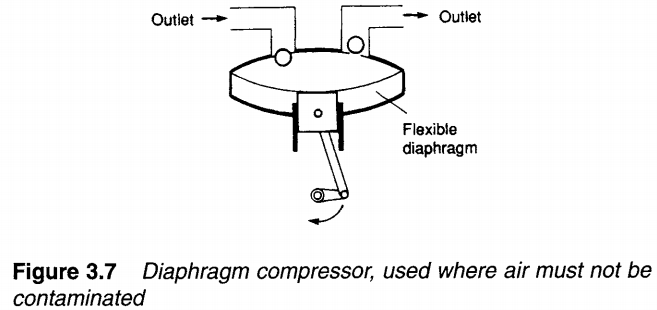 Outlet
Outlet
Flexible
diaphragm
Figure 3.7 Diaphragm compressor, used where air must not be
contaminated